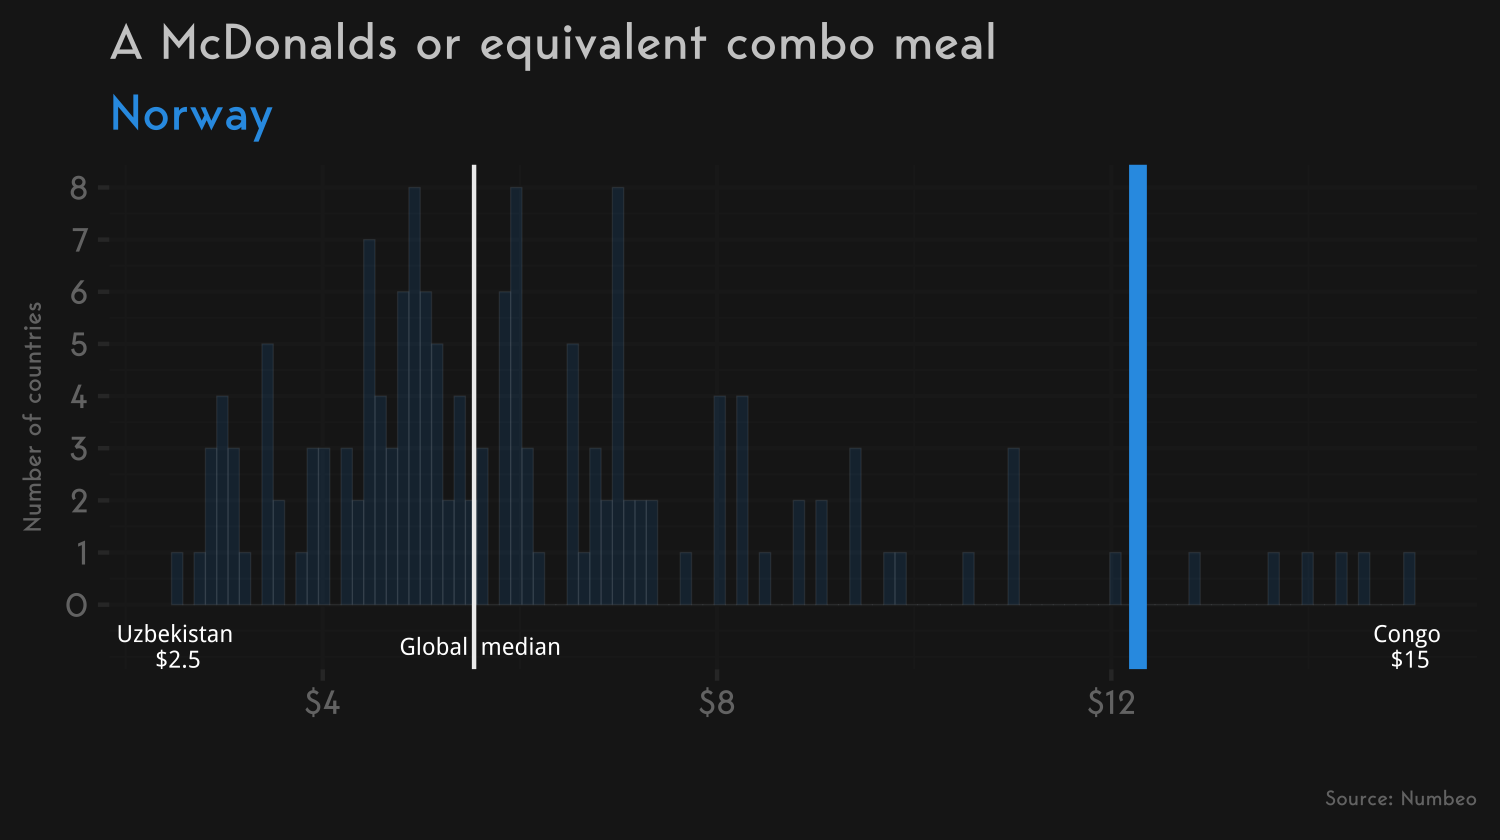 A McDonalds or equivalent combo meal
Norway
Number of countries
8
7
6
5
4
3
2
1
0
Uzbekistan
$2.5
Global median
Congo
$15
$4 $8 $12
Source: Numbeo